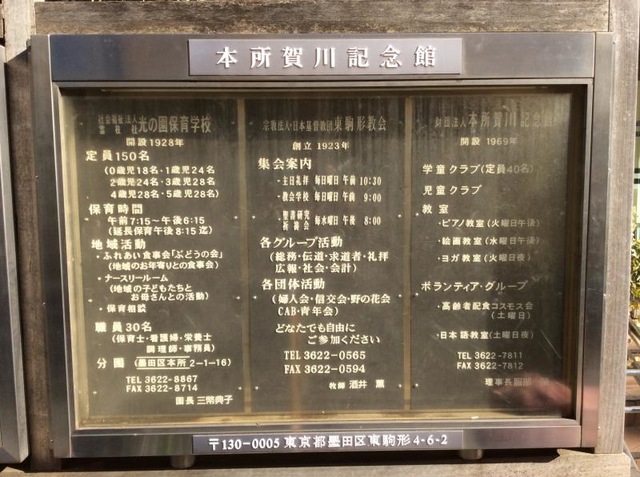 本所賀川記念館
社会福祉法人
光の園保育学校
開設1928年
定員150名
(0歳児18名・1歳児24名
2歳児24名・3歳児28名
4歳児28名・5歳児28名)
保育時間
午前7:15〜午後6:15
(延長保育午後8:15迄)
地域活動
・ふれあい食事会「ぶどうの会」
(地域のお年寄りとの食事会)
・ナースリールーム
(地域の子どもたちと
お母さんとの活動)
・保育相談
職員30名
(保育士・看護婦・栄養士
調理師・事務員)
分園(墨田区本所2-1-16)
TEL 3622-8867
FAX 3622-8714
園長 三幣典子
宗教法人・日本基督教団 東駒形教会
創立1923年
集会案内
・主日礼拝 毎日曜日 午前10:30
・教会学校 毎日曜日 午前 9:00
・聖書研究
祈祷会 毎水曜日 午後 8:00
各グループ活動
(総務・伝道・求道者・礼拝
広報・社会・会計)
各団体活動
(婦人会・信交会・野の花会
CAB・青年会)
どなたでも自由に
ご参加ください
TEL 3622-0565
FAX 3622-0594
牧師 酒井 薫
財団法人 本所賀川記念館
開設1969年
学童クラブ(定員40名)
児童クラブ
教室
・ピアノ教室(火曜日午後)
・絵画教室(水曜日午後)
・ヨガ教室(火曜日夜)
ボランティア・グループ
・高齢者配食コスモス会
(土曜日)
・日本語教室(土曜日夜)
TEL 3622-7811
FAX 3622-7812
理事長
〒130-0005 東京都墨田区東駒形4-6-2